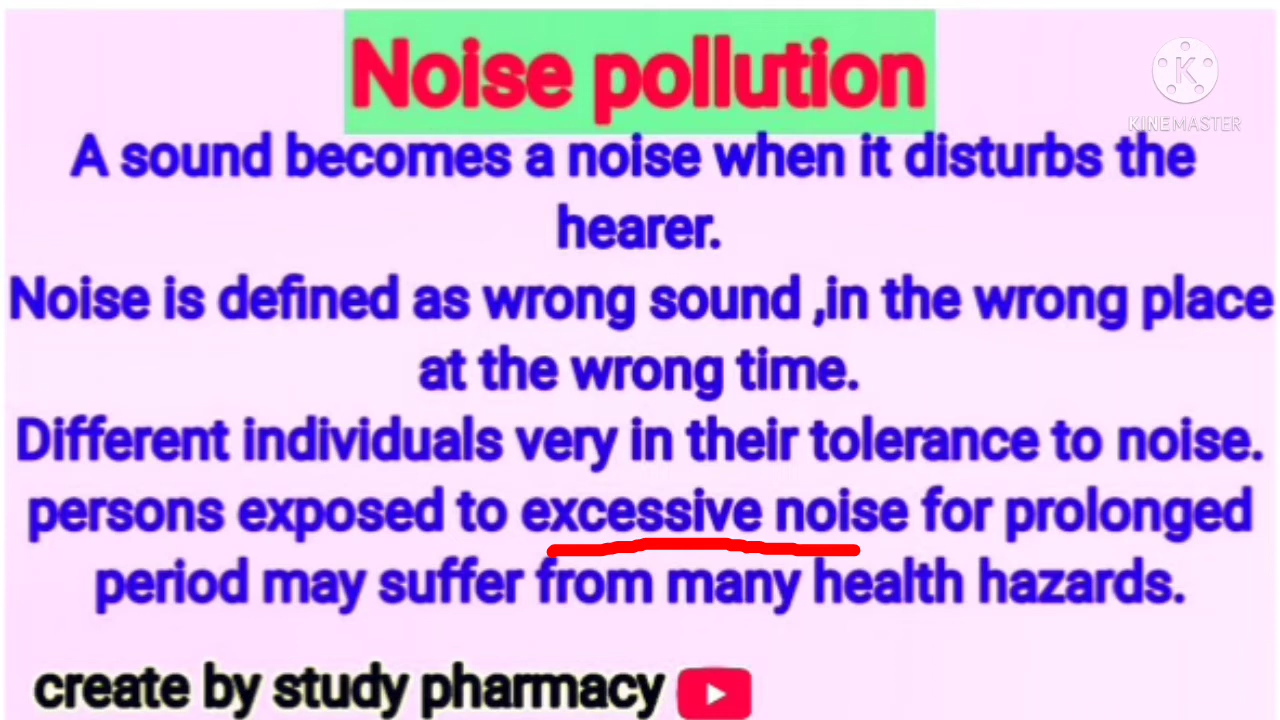 Noise pollution
K
KINEMASTER
A sound becomes a noise when it disturbs the
hearer.
Noise is defined as wrong sound ,in the wrong place
at the wrong time.
Different individuals very in their tolerance to noise.
persons exposed to excessive noise for prolonged
period may suffer from many health hazards.
create by study pharmacy